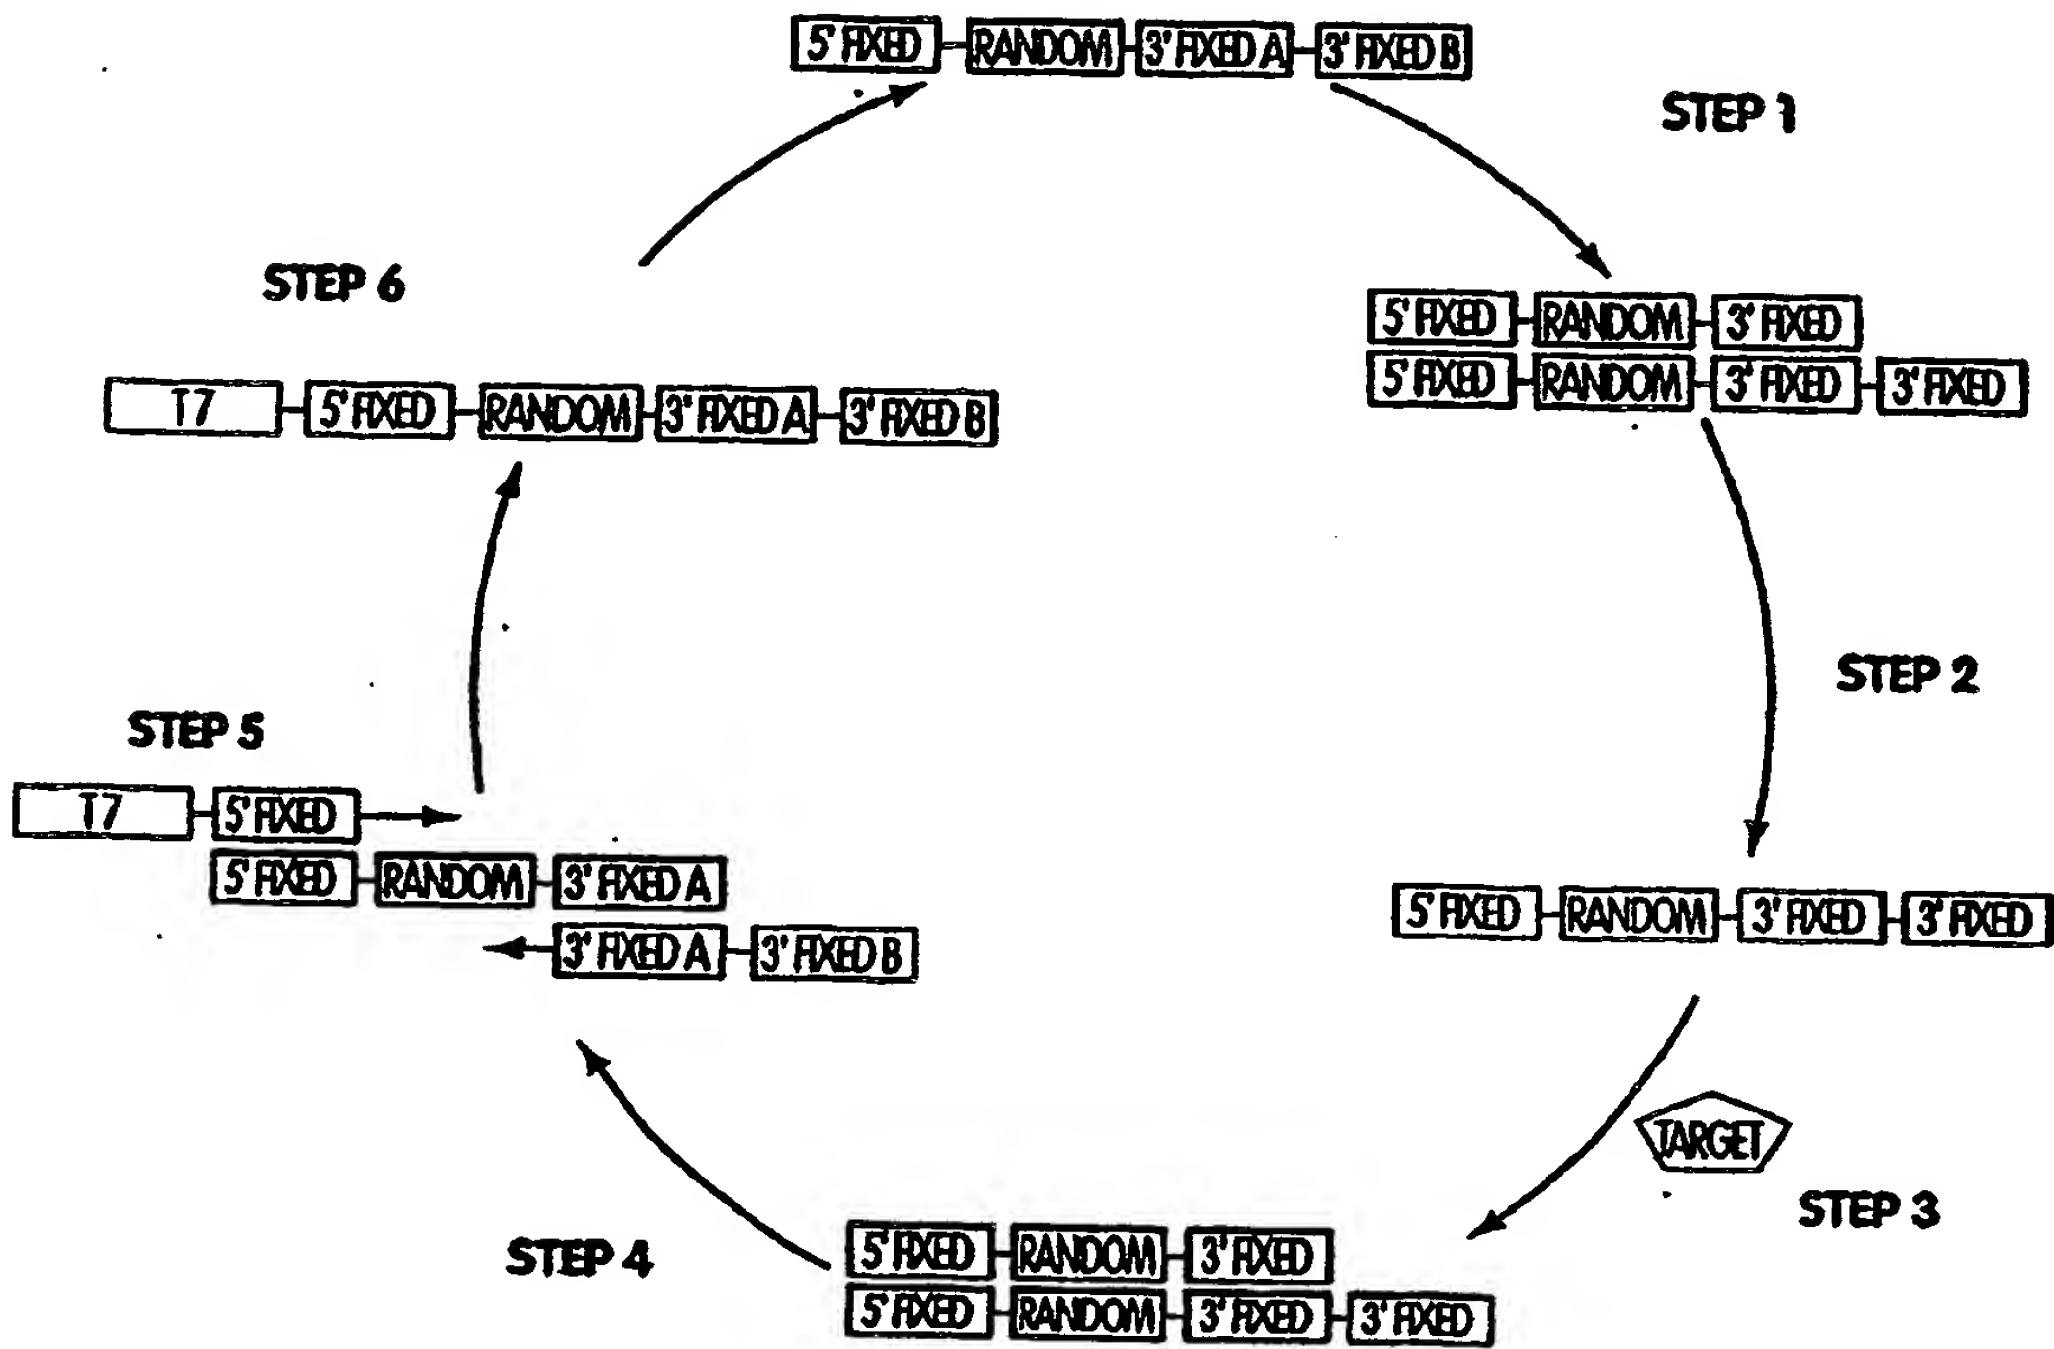 5' FIXED RANDOM 3' FIXED A 3' FIXED B
STEP 1
STEP 6
5' FIXED RANDOM 3' FIXED
5' FIXED RANDOM 3' FIXED 3' FIXED
T7 5' FIXED RANDOM 3' FIXED A 3' FIXED B
STEP 2
STEP 5
T7 5' FIXED
5' FIXED RANDOM 3' FIXED A
3' FIXED A 3' FIXED B
5' FIXED RANDOM 3' FIXED 3' FIXED
TARGET
STEP 3
STEP 4
5' FIXED RANDOM 3' FIXED
5' FIXED RANDOM 3' FIXED 3' FIXED